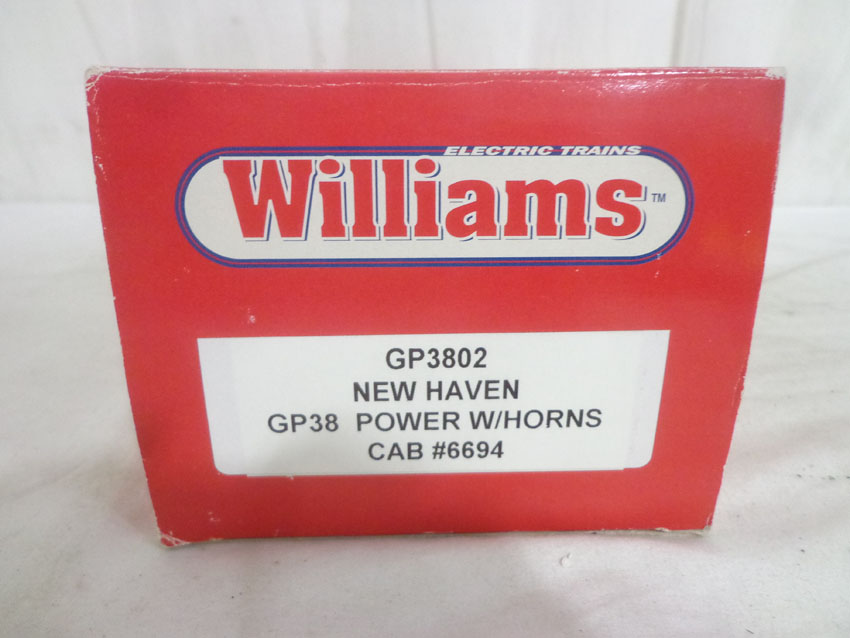 ELECTRIC TRAINS
Williams™
GP3802
NEW HAVEN
GP38 POWER W/HORNS
CAB #6694